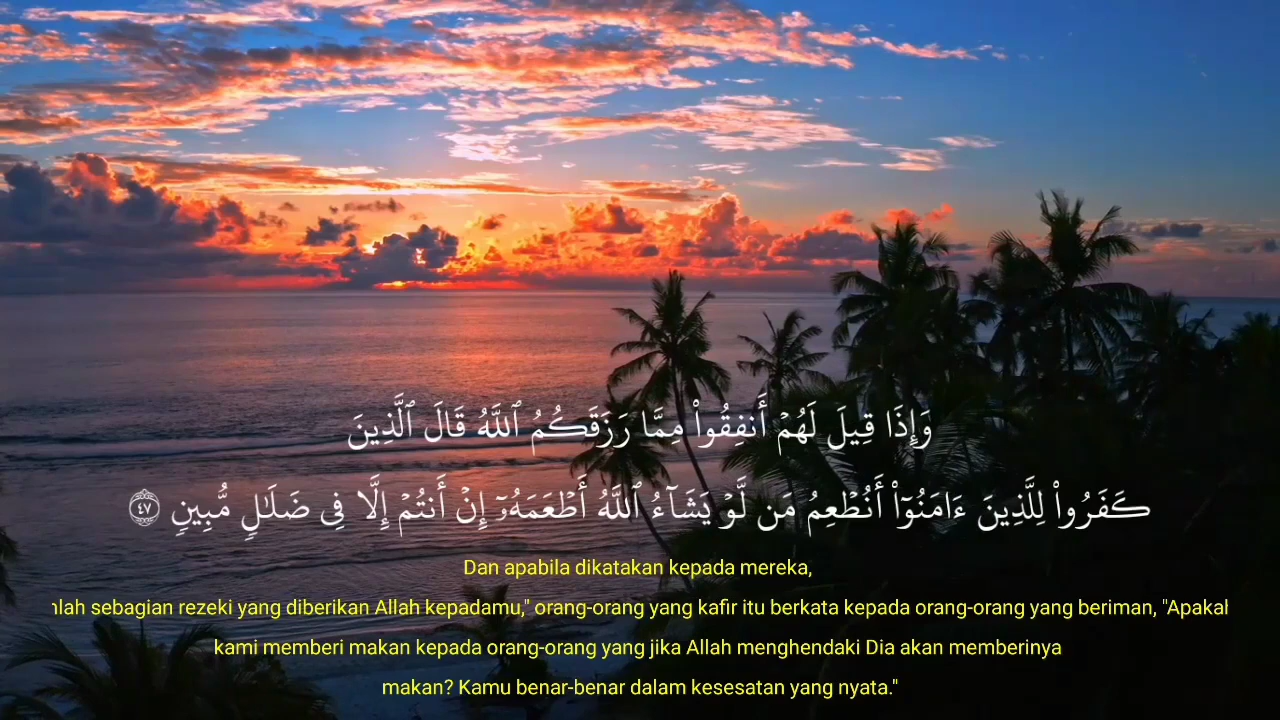 وَإِذَا قِيلَ لَهُمۡ أَنفِقُواْ مِمَّا رَزَقَكُمُ ٱللَّهُ قَالَ ٱلَّذِينَ
كَفَرُواْ لِلَّذِينَ ءَامَنُوٓاْ أَنُطۡعِمُ مَن لَّوۡ يَشَآءُ ٱللَّهُ أَطۡعَمَهُۥٓ إِنۡ أَنتُمۡ إِلَّا فِي ضَلَٰلٖ مُّبِينٖ ٤٧
Dan apabila dikatakan kepada mereka,
sebagian rezeki yang diberikan Allah kepadamu," orang-orang yang kafir itu berkata kepada orang-orang yang beriman,
kami memberi makan kepada orang-orang yang jika Allah menghendaki Dia akan memberinya
makan? Kamu benar-benar dalam kesesatan yang nyata."